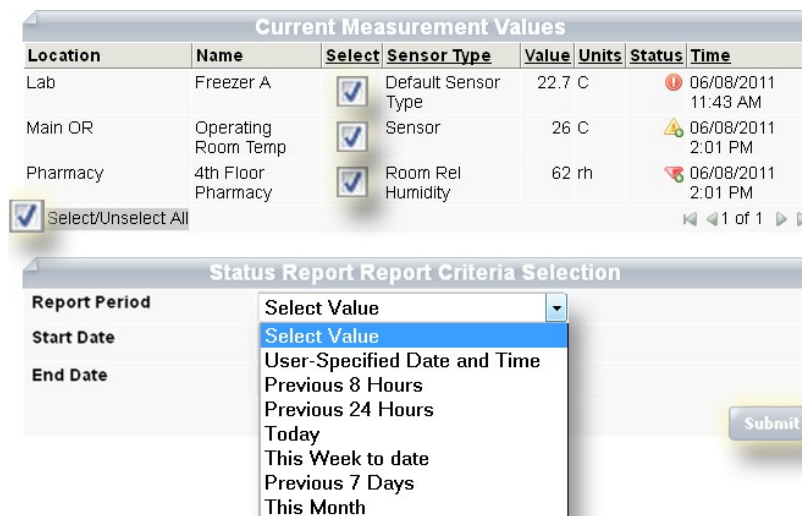 Current Measurement Values
Location Name Select Sensor Type Value Units Status Time
Lab Freezer A Default Sensor 22.7 C 06/08/2011
Type 11:43 AM
Main OR Operating Sensor 26 C 06/08/2011
Room Temp 2:01 PM
Pharmacy 4th Floor Room Rel 62 rh 06/08/2011
Pharmacy Humidity 2:01 PM
Select/Unselect All 1 of 1
Status Report Report Criteria Selection
Report Period Select Value
Start Date Select Value
User-Specified Date and Time
End Date Previous 8 Hours
Previous 24 Hours
Submit
Today
This Week to date
Previous 7 Days
This Month